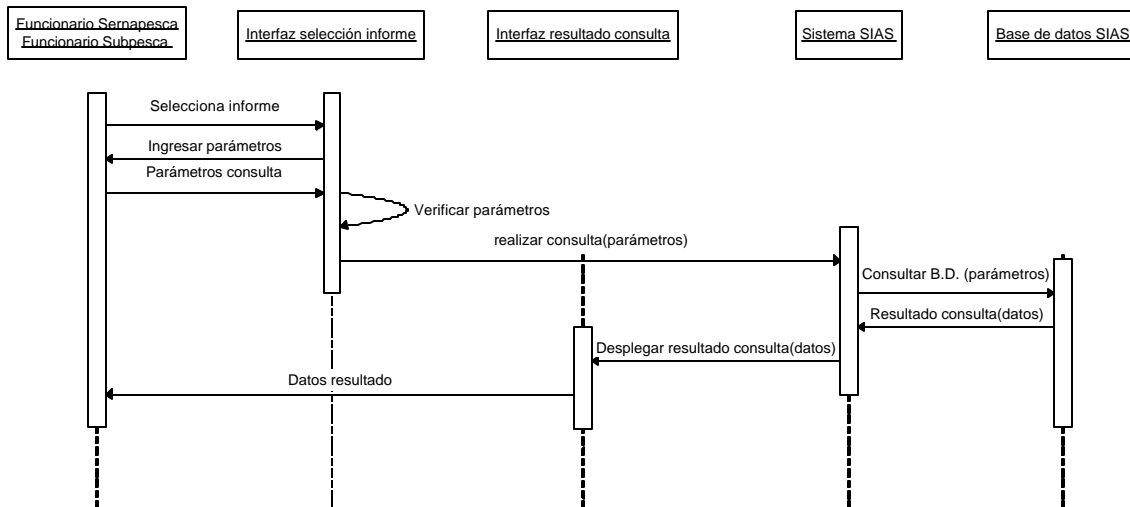 Funcionario Sernapesca
Funcionario Subpesca
Interfaz selección informe
Interfaz resultado consulta
Sistema SIAS
Base de datos SIAS
Selecciona informe
Ingresar parámetros
Parámetros consulta
Verificar parámetros
realizar consulta(parámetros)
Consultar B.D. (parámetros)
Resultado consulta(datos)
Desplegar resultado consulta(datos)
Datos resultado